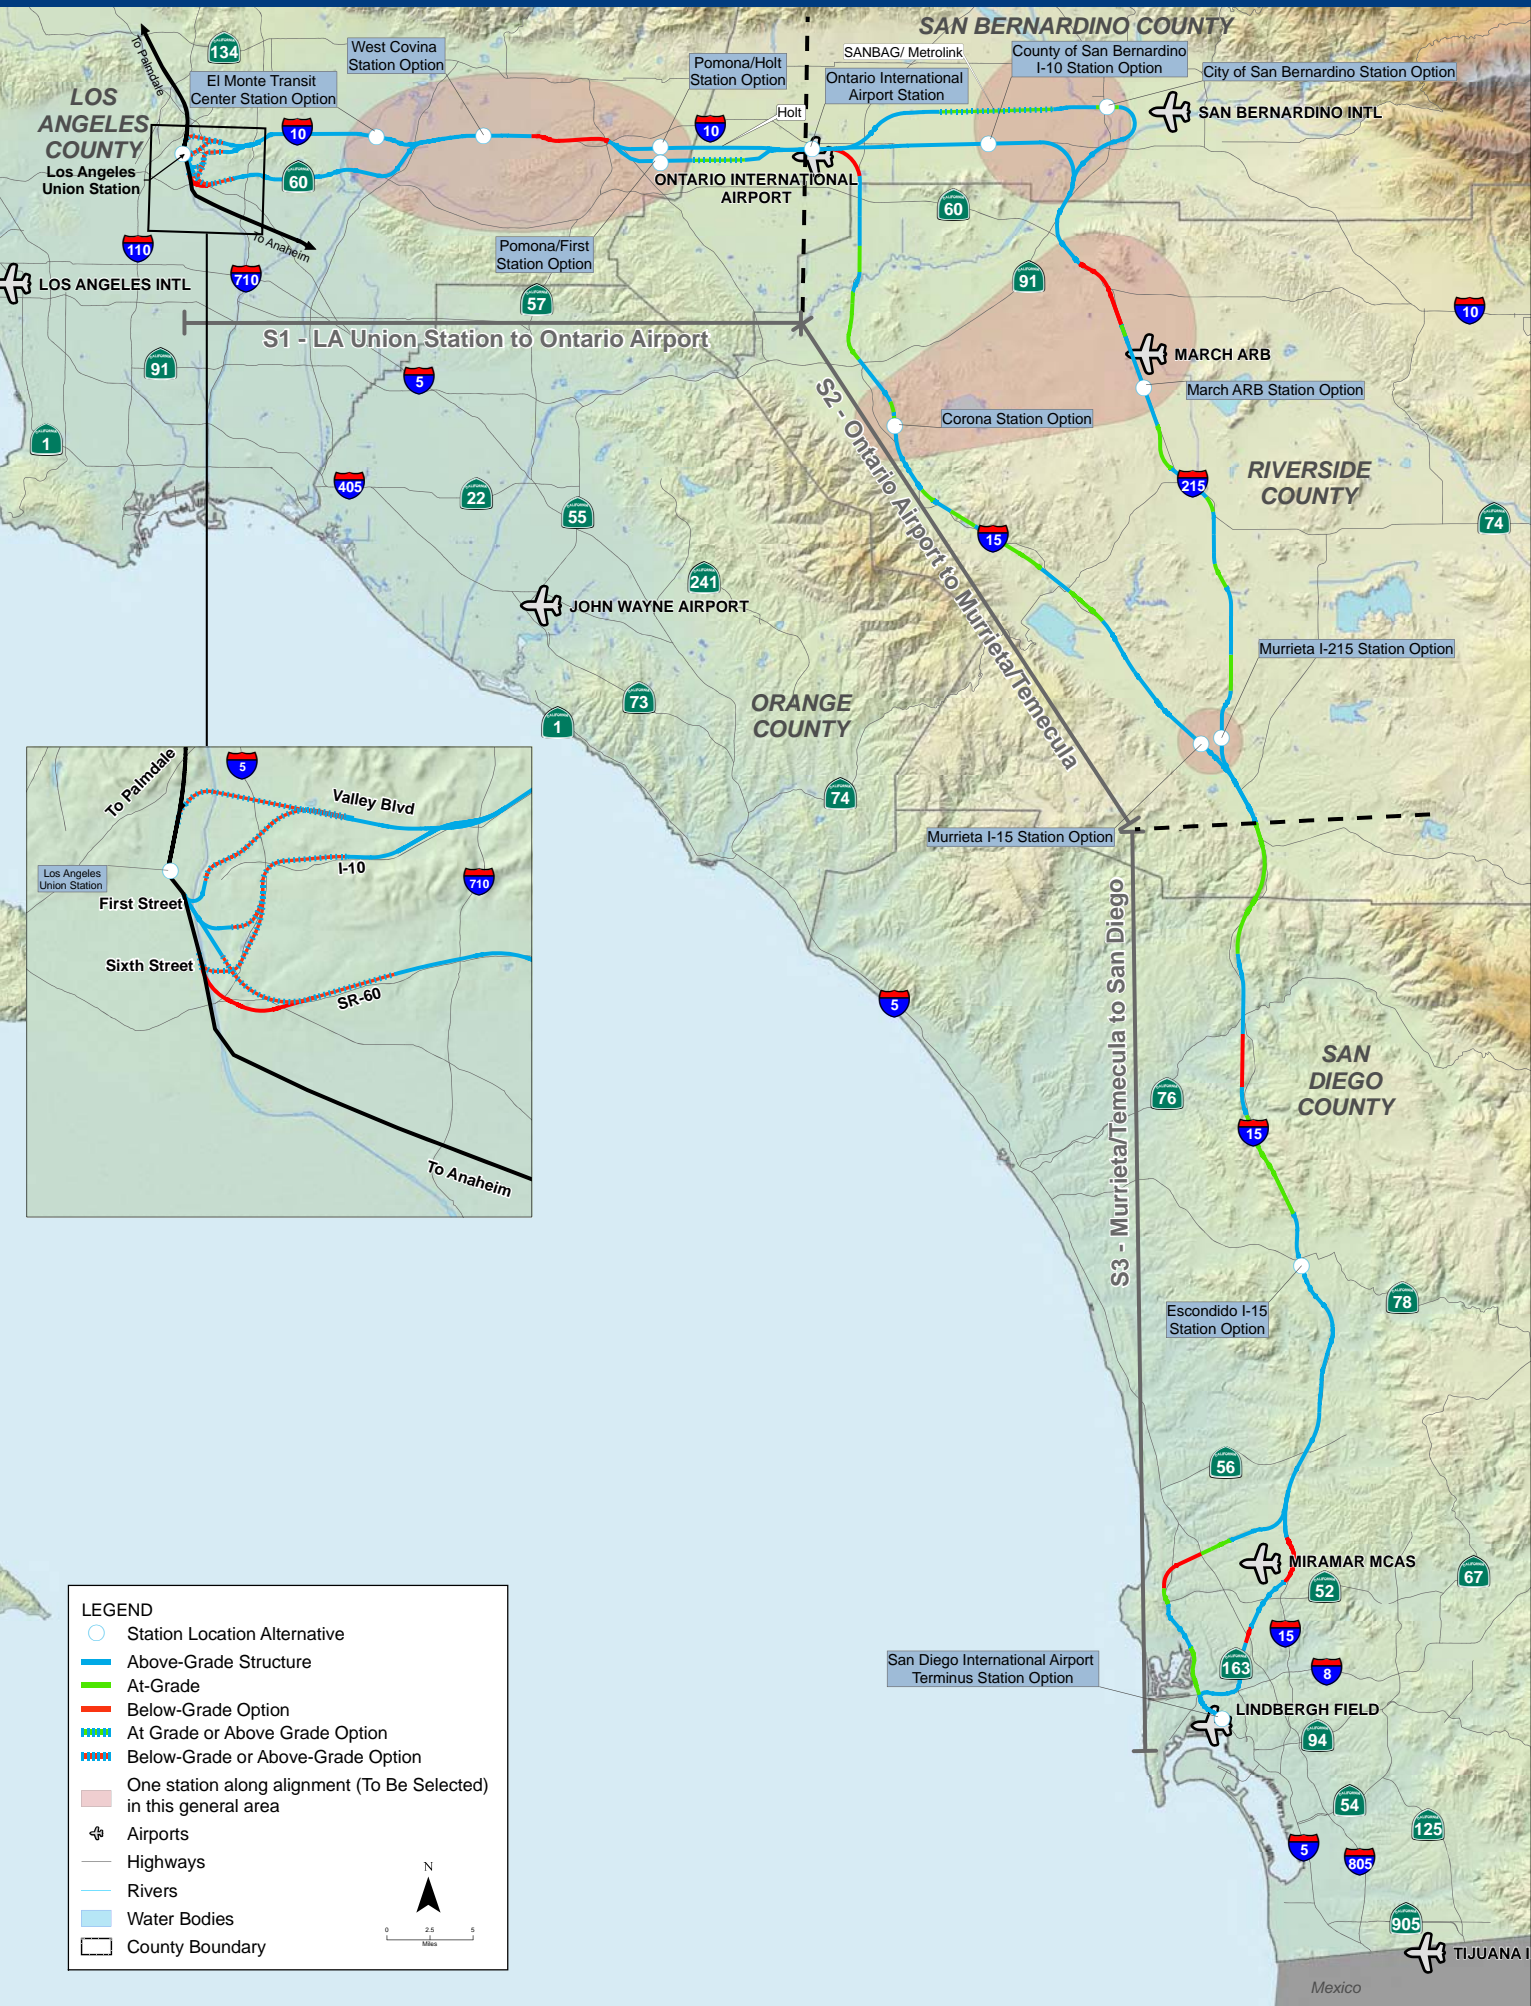 SAN BERNARDINO COUNTY
To Palmdale
CALIFORNIA
134
West Covina
Station Option
El Monte Transit
Center Station Option
Pomona/Holt
Station Option
SANBAG/ Metrolink
Ontario International
Airport Station
County of San Bernardino
I-10 Station Option
City of San Bernardino Station Option
SAN BERNARDINO INTL
LOS
ANGELES
COUNTY
Los Angeles
Union Station
10
Holt
10
60
ONTARIO INTERNATIONAL
AIRPORT
60
Pomona/First
Station Option
To Anaheim
110
710
LOS ANGELES INTL
57
91
10
S1 - LA Union Station to Ontario Airport
91
5
MARCH ARB
March ARB Station Option
Corona Station Option
1
405
22
55
S2 - Ontario Airport to Murrieta/Temecula
15
215
RIVERSIDE
COUNTY
74
241
JOHN WAYNE AIRPORT
Murrieta I-215 Station Option
73
1
ORANGE
COUNTY
74
Murrieta I-15 Station Option
To Palmdale
5
Valley Blvd
I-10
710
Los Angeles
Union Station
First Street
Sixth Street
SR-60
To Anaheim
5
S3 - Murrieta/Temecula to San Diego
SAN
DIEGO
COUNTY
76
15
78
Escondido I-15
Station Option
56
MIRAMAR MCAS
67
52
15
163
8
San Diego International Airport
Terminus Station Option
LINDBERGH FIELD
94
54
125
5
805
905
TIJUANA I
Mexico
LEGEND
Station Location Alternative
Above-Grade Structure
At-Grade
Below-Grade Option
At Grade or Above Grade Option
Below-Grade or Above-Grade Option
One station along alignment (To Be Selected)
in this general area
Airports
Highways
Rivers
Water Bodies
County Boundary
N
0 2.5 5
Miles